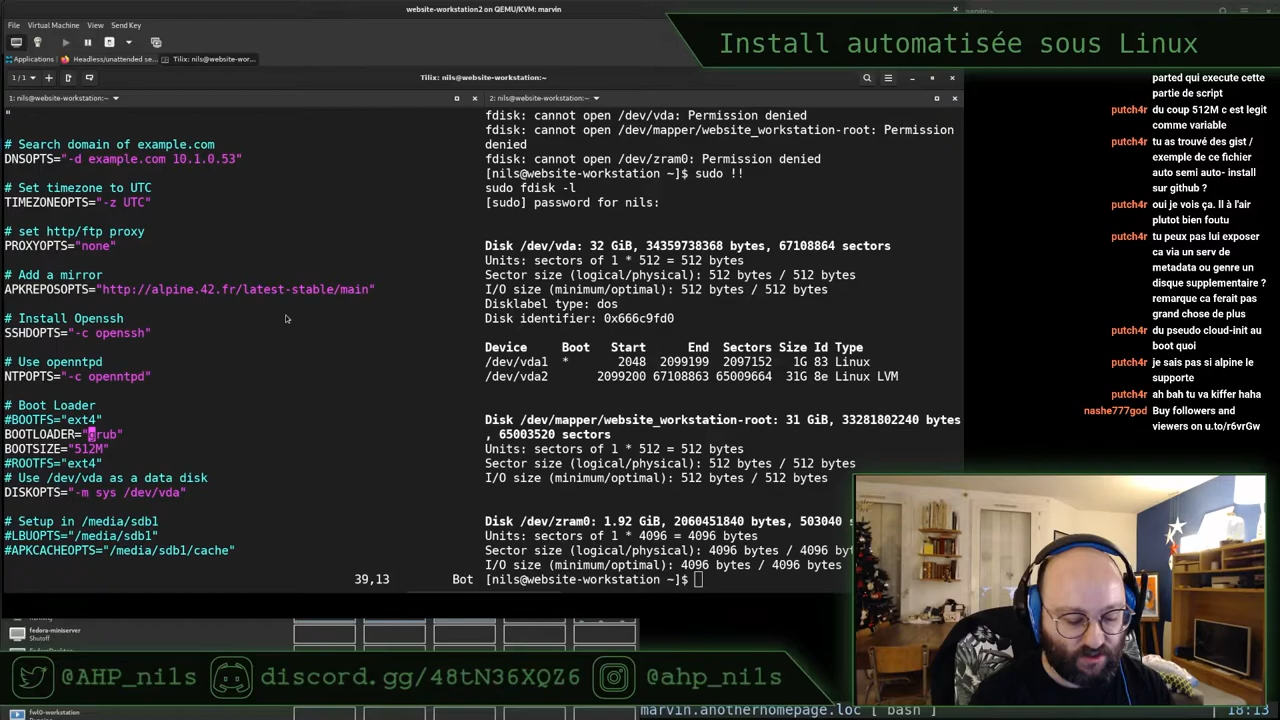 website-workstation2 on QEMU/KVM: marvin
File Virtual Machine View Send Key
Install automatisée sous Linux
Applications
Headless/unattended se...
Tilix: nils@website-wor...
1 / 1
Tilix: nils@website-workstation:~
1: nils@website-workstation:~
2: nils@website-workstation:~
"
# Search domain of example.com
DNSOPTS="-d example.com 10.1.0.53"
# Set timezone to UTC
TIMEZONEOPTS="-z UTC"
# set http/ftp proxy
PROXYOPTS="none"
# Add a mirror
APKREPOSOPTS="http://alpine.42.fr/latest-stable/main"
# Install Openssh
SSHDOPTS="-c openssh"
# Use openntpd
NTPOPTS="-c openntpd"
# Boot Loader
#BOOTFS="ext4"
BOOTLOADER="grub"
BOOTSIZE="512M"
#ROOTFS="ext4"
# Use /dev/vda as a data disk
DISKOPTS="-m sys /dev/vda"
# Setup in /media/sdb1
#LBUOPTS="/media/sdb1"
#APKCACHEOPTS="/media/sdb1/cache"
39,13 Bot
fdisk: cannot open /dev/vda: Permission denied
fdisk: cannot open /dev/mapper/website_workstation-root: Permission
denied
fdisk: cannot open /dev/zram0: Permission denied
[nils@website-workstation ~]$ sudo !!
sudo fdisk -l
[sudo] password for nils:
Disk /dev/vda: 32 GiB, 34359738368 bytes, 67108864 sectors
Units: sectors of 1 * 512 = 512 bytes
Sector size (logical/physical): 512 bytes / 512 bytes
I/O size (minimum/optimal): 512 bytes / 512 bytes
Disklabel type: dos
Disk identifier: 0x666c9fd0
Device Boot Start End Sectors Size Id Type
/dev/vda1 * 2048 2099199 2097152 1G 83 Linux
/dev/vda2 2099200 67108863 65009664 31G 8e Linux LVM
Disk /dev/mapper/website_workstation-root: 31 GiB, 33281802240 bytes
, 65003520 sectors
Units: sectors of 1 * 512 = 512 bytes
Sector size (logical/physical): 512 bytes / 512 bytes
I/O size (minimum/optimal): 512 bytes / 512 bytes
Disk /dev/zram0: 1.92 GiB, 2060451840 bytes, 503040 s
Units: sectors of 1 * 4096 = 4096 bytes
Sector size (logical/physical): 4096 bytes / 4096 by
I/O size (minimum/optimal): 4096 bytes / 4096 bytes
[nils@website-workstation ~]$
parted qui execute cette
partie de script
putch4r du coup 512M c est legit
comme variable
putch4r tu as trouvé des gist /
exemple de ce fichier
auto semi auto- install
sur github ?
putch4r oui je vois ça. Il à l'air
plutot bien foutu
putch4r tu peux pas lui exposer
ca via un serv de
metadata ou genre un
disque supplementaire ?
remarque ca ferait pas
grand chose de plus
putch4r du pseudo cloud-init au
boot quoi
putch4r je sais pas si alpine le
supporte
putch4r ah bah tu va kiffer haha
nashe777god Buy followers and
viewers on u.to/r6vrGw
fedora-miniserver
Shutoff
@AHP_nils
discord.gg/48tN36XQZ6
@ahp_nils
fwl0-workstation
marvin.anothernomepage.loc [ bash ] 18:13